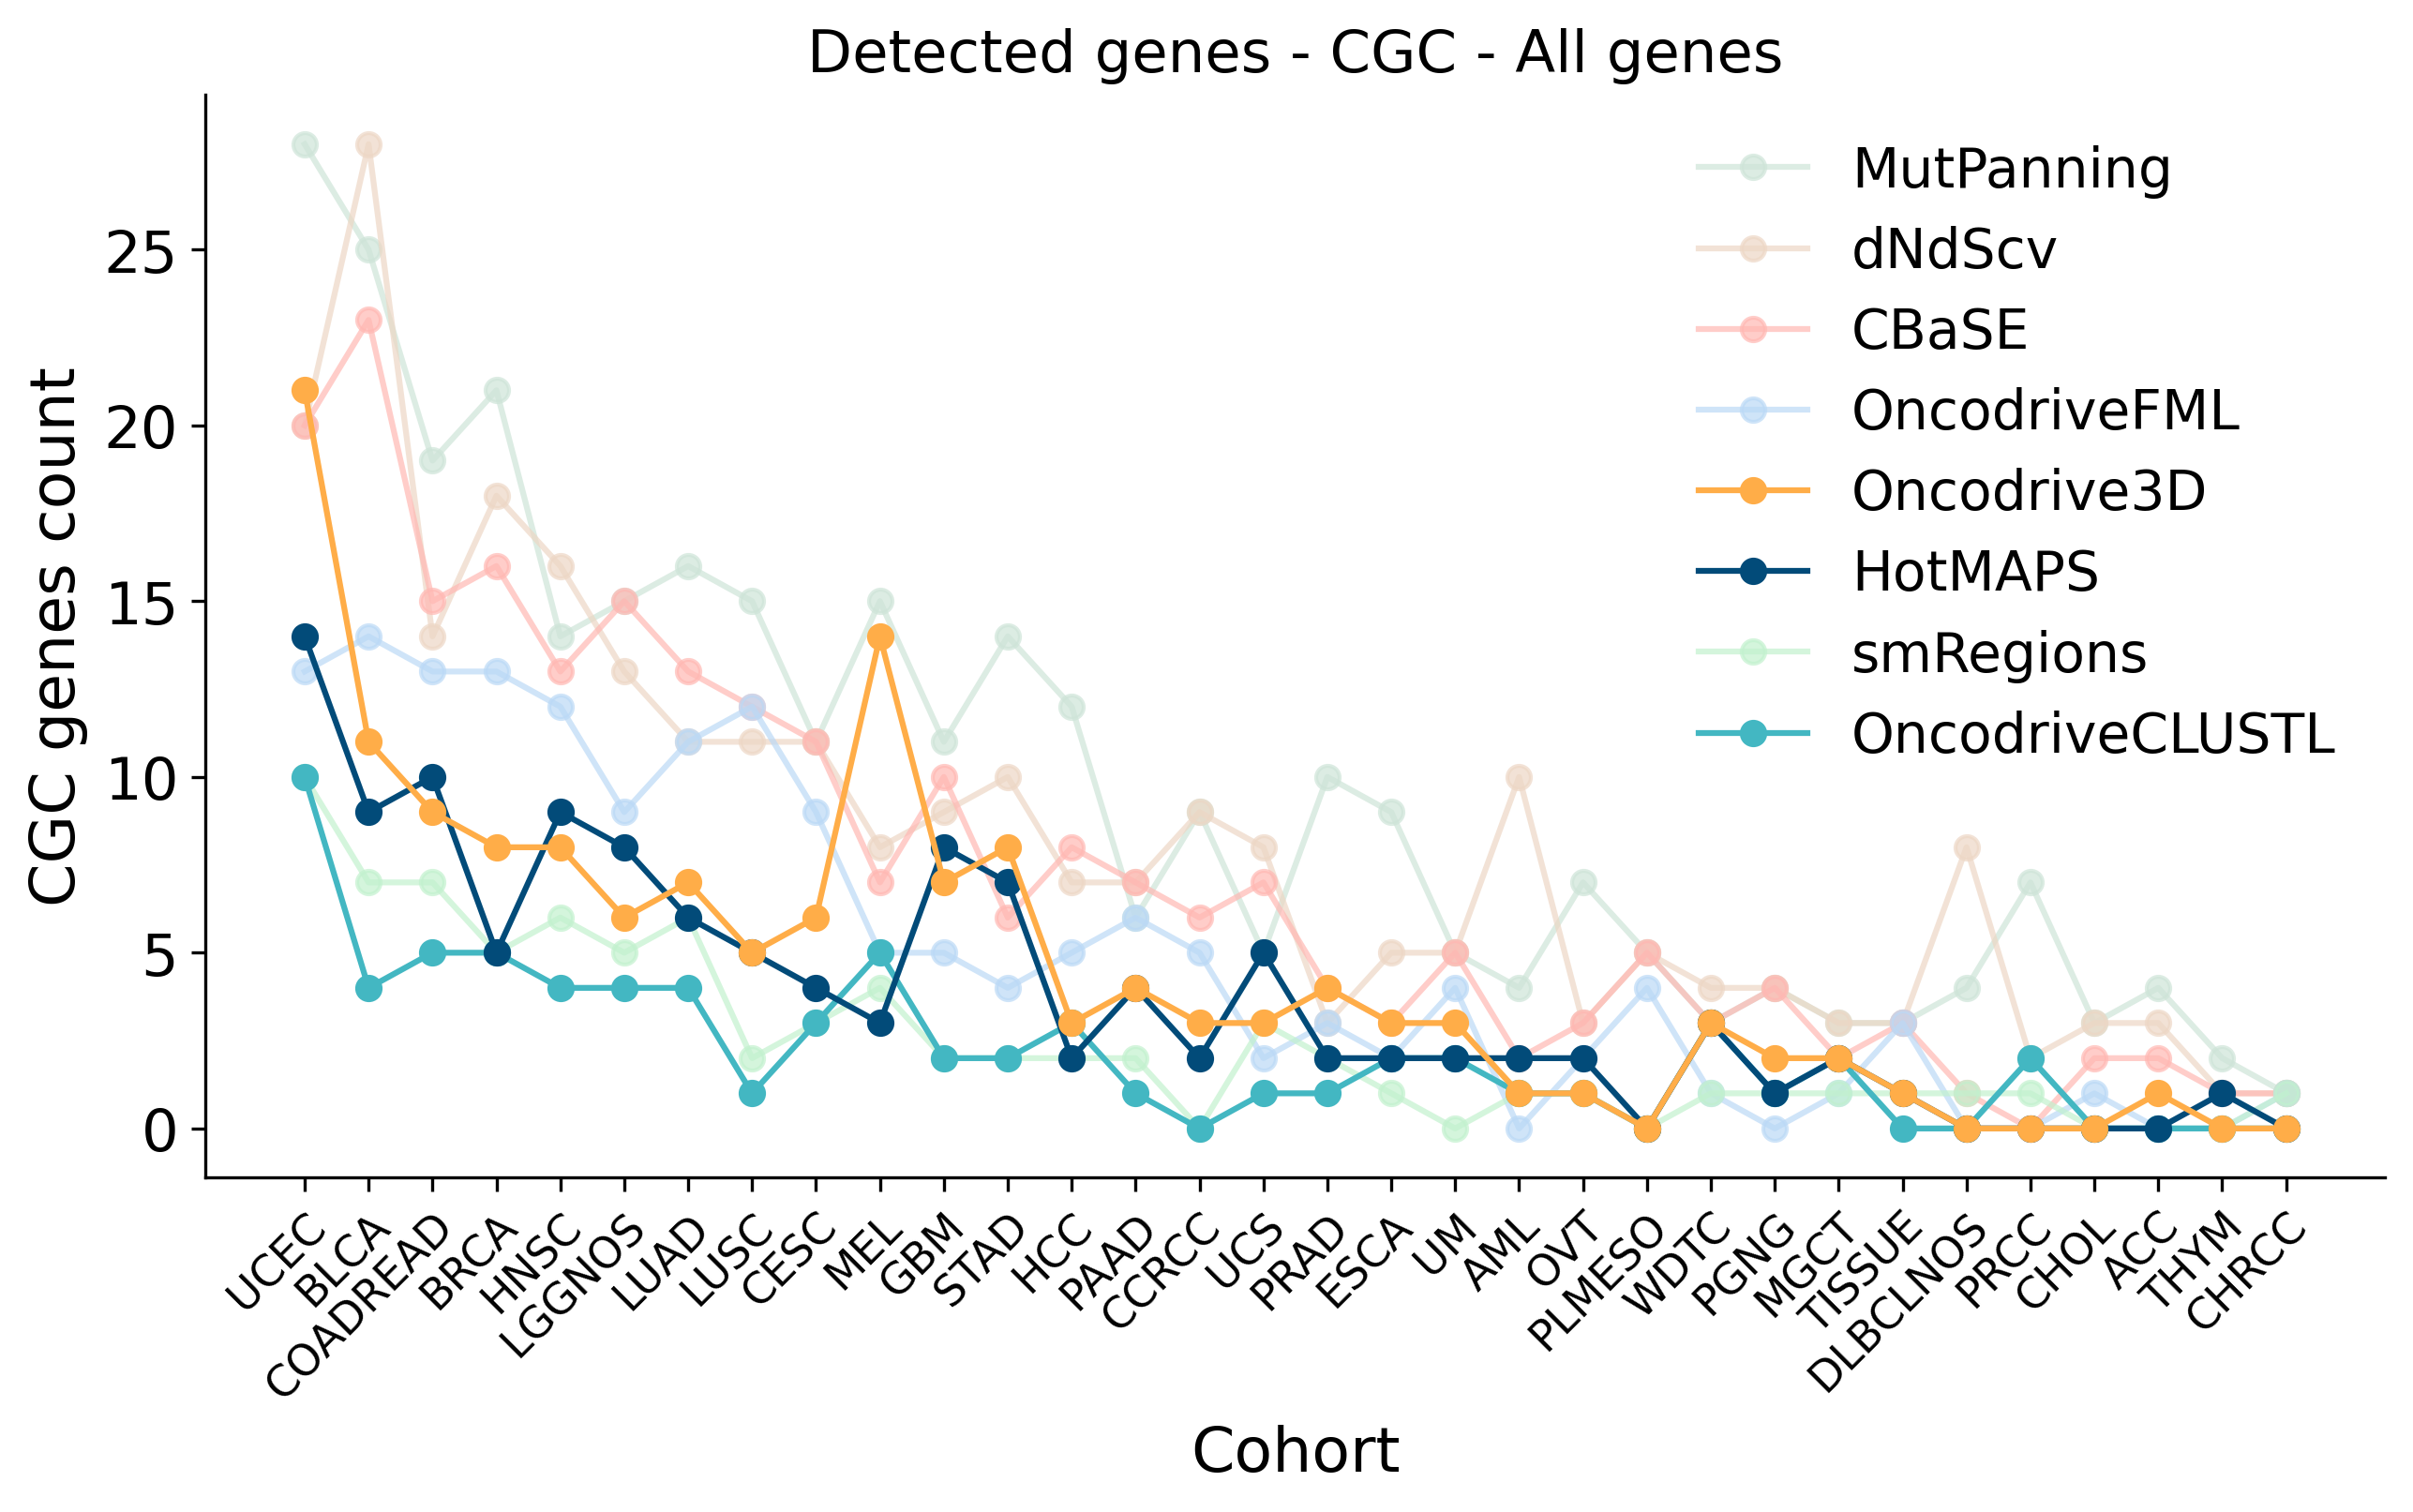 Detected genes - CGC - All genes
CGC genes count
25
20
15
10
5
0
MutPanning
dNdScv
CBaSE
OncodriveFML
Oncodrive3D
HotMAPS
smRegions
OncodriveCLUSTL
UCEC
BLCA
COADREAD
BRCA
HNSC
LGGNOS
LUAD
LUSC
CESC
MEL
GBM
STAD
HCC
PAAD
CCRCC
UCS
PRAD
ESCA
UM
AML
OVT
PLMESO
WDTC
PGNG
MGCT
TISSUE
DLBCLNOS
PRCC
CHOL
ACC
THYM
CHRCC
Cohort